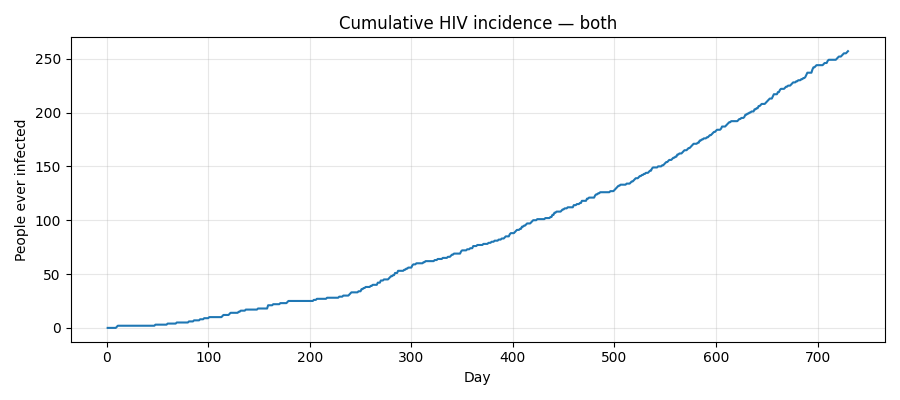 Cumulative HIV incidence — both
People ever infected
250
200
150
100
50
0
0 100 200 300 400 500 600 700
Day